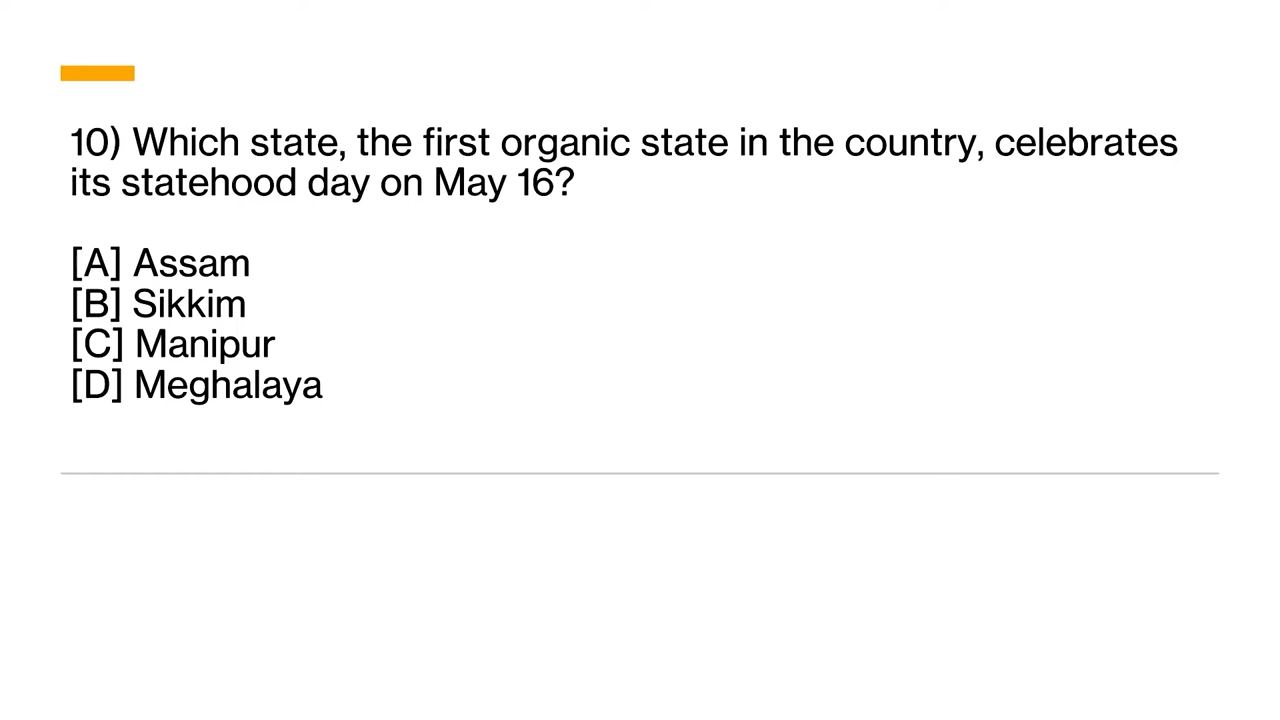 10) Which state, the first organic state in the country, celebrates
its statehood day on May 16?
[A] Assam
[B] Sikkim
[C] Manipur
[D] Meghalaya